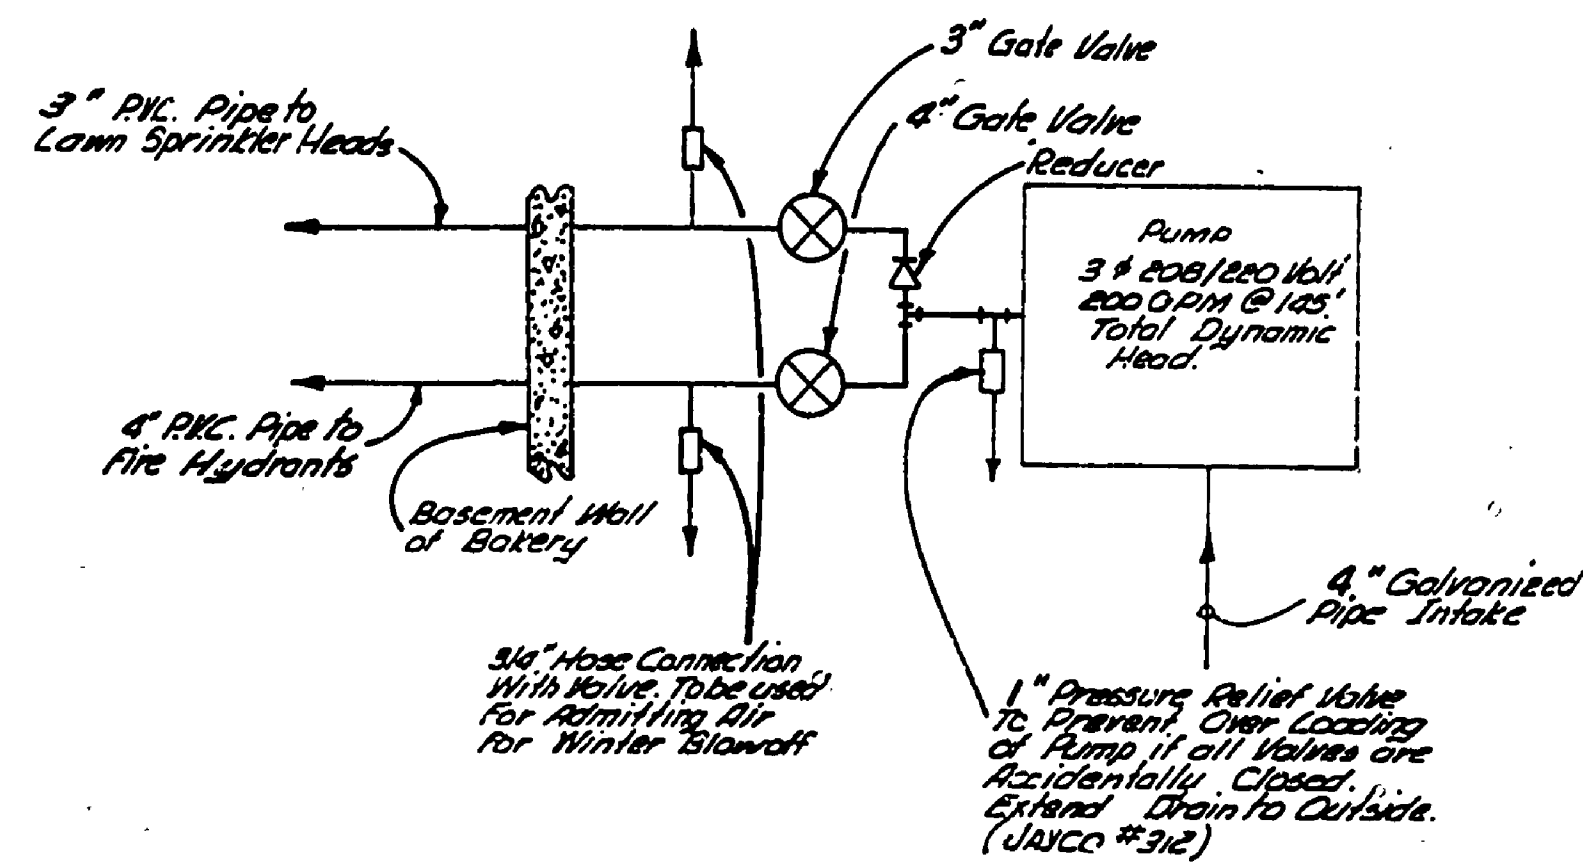 3" Gate Valve
4" Gate Valve
Reducer
3" P.V.C. Pipe to
Lawn Sprinkler Heads
Pump
3 ϕ 208/220 Volt
200 GPM @ 145'
Total Dynamic
Head.
4" P.V.C. Pipe to
Fire Hydrants
Basement Wall
of Bakery
4" Galvanized
Pipe Intake
3/4" Hose Connection
With Valve. To be used
For Admitting Air
For Winter Blowoff
1" Pressure Relief Valve
To Prevent Over Loading
of Pump if all Valves are
Accidentally Closed.
Extend Drain to Outside.
(JAYCO #312)